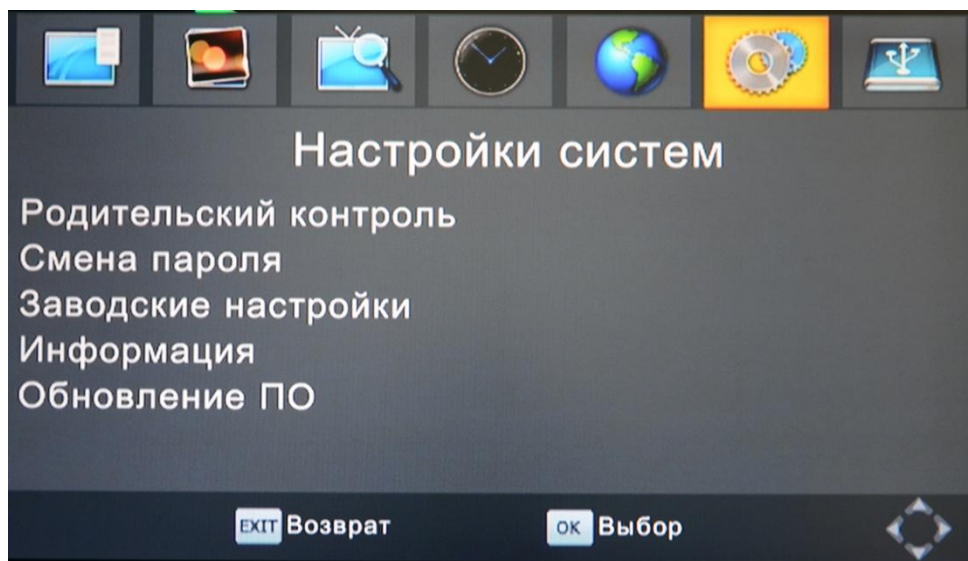 Настройки систем
Родительский контроль
Смена пароля
Заводские настройки
Информация
Обновление ПО
EXIT Возврат OK Выбор